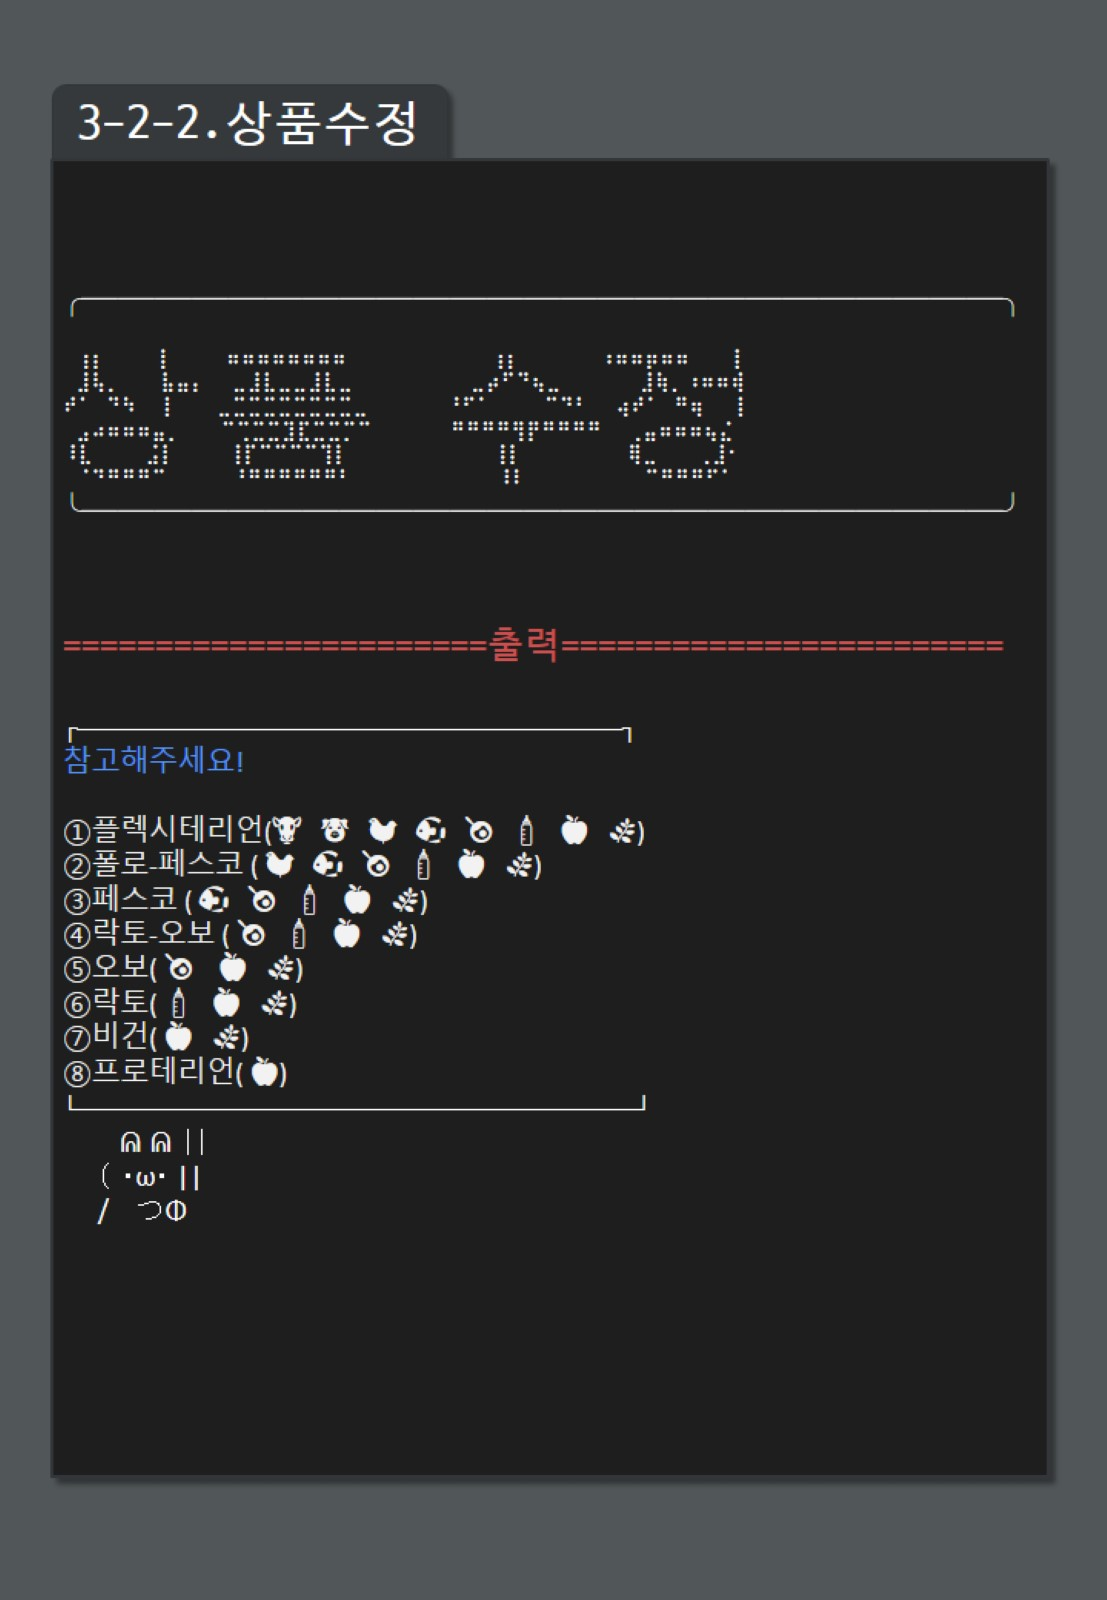 3-2-2.상품수정
상품 수정
=======================출력========================
참고해주세요!
①플렉시테리언(🐮 🐷 🐔 🐟 🍳 🍼 🍎 🌿)
②폴로-페스코 (🐔 🐟 🍳 🍼 🍎 🌿)
③페스코 (🐟 🍳 🍼 🍎 🌿)
④락토-오보 (🍳 🍼 🍎 🌿)
⑤오보(🍳 🍎 🌿)
⑥락토( 🍼 🍎 🌿)
⑦비건( 🍎 🌿)
⑧프로테리언( 🍎)
∩ ∩ ||
( ･ω･ ||
/ つΦ